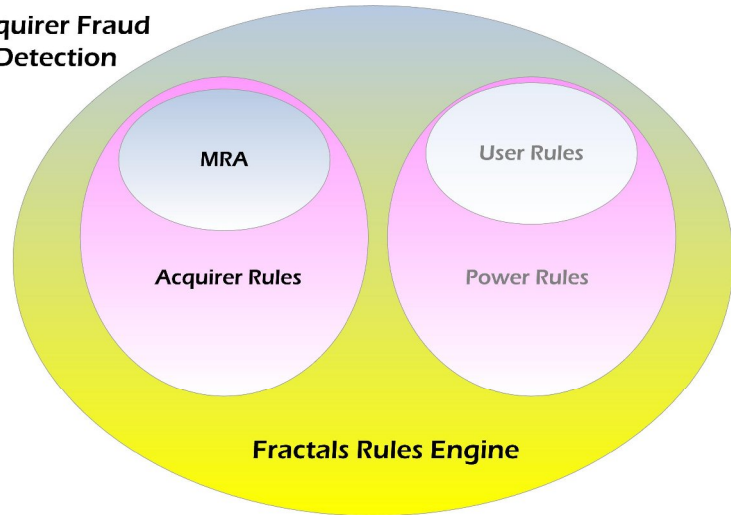 quirer Fraud
Detection
MRA
User Rules
Acquirer Rules
Power Rules
Fractals Rules Engine